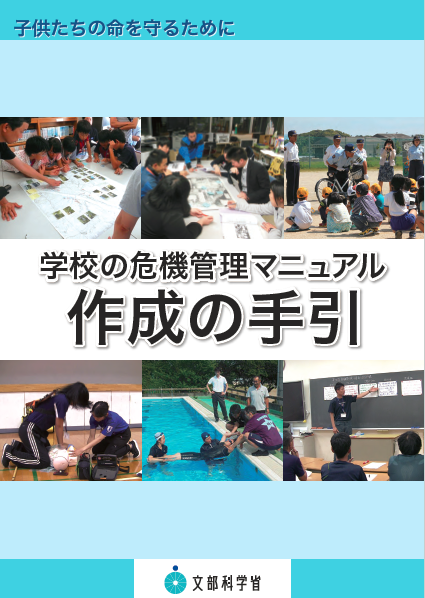 子供たちの命を守るために
学校の危機管理マニュアル
作成の手引
文部科学省